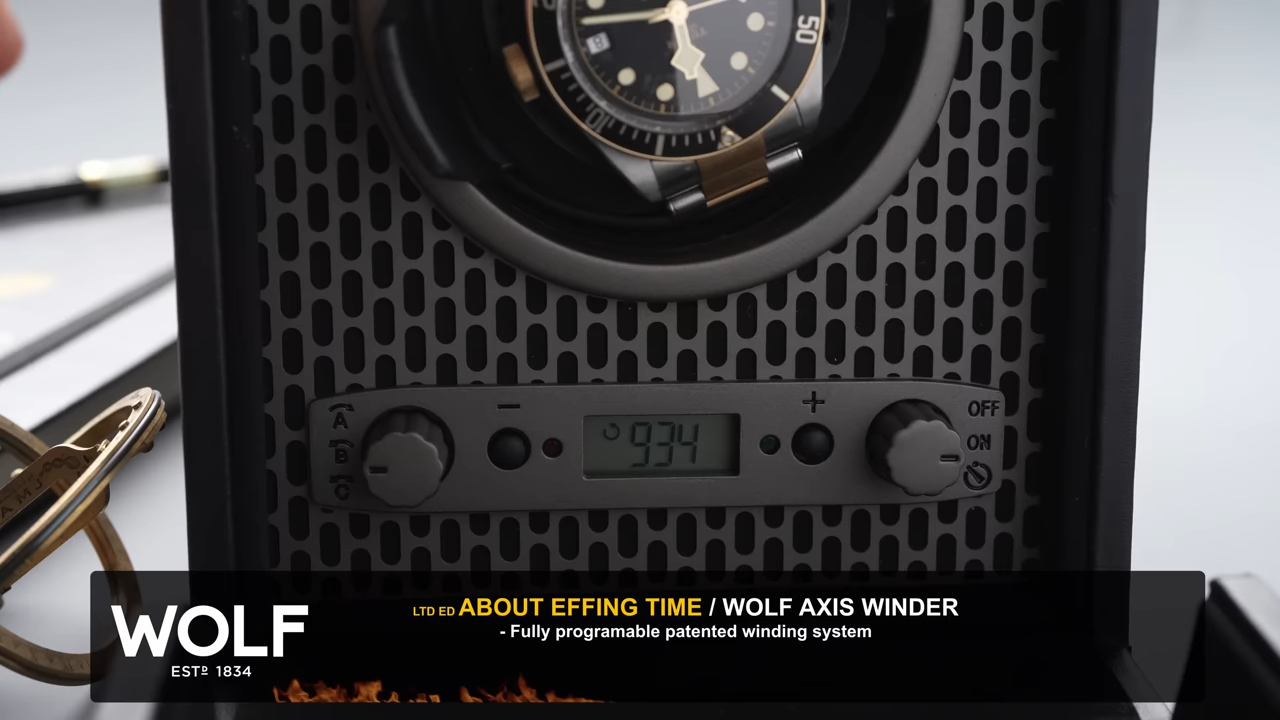 50
10
A
B
C
−
934
+
OFF
ON
WOLF
ESTᴰ 1834
LTD ED ABOUT EFFING TIME / WOLF AXIS WINDER
- Fully programable patented winding system